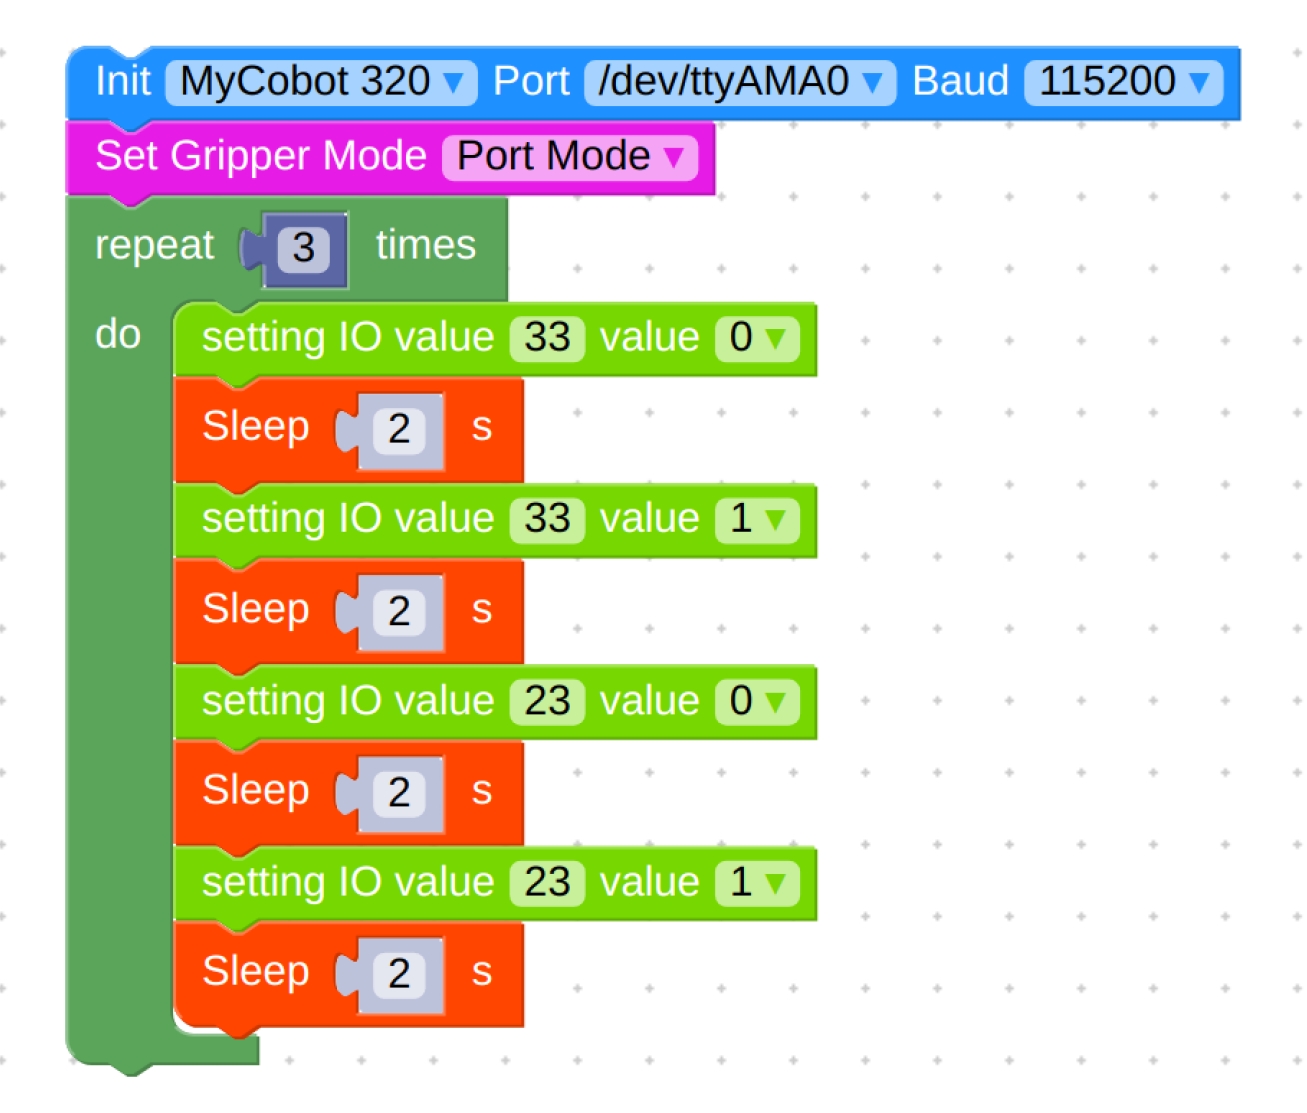 Init MyCobot 320 ▼ Port /dev/ttyAMA0 ▼ Baud 115200 ▼
Set Gripper Mode Port Mode ▼
repeat 3 times
do setting IO value 33 value 0 ▼
Sleep 2 s
setting IO value 33 value 1 ▼
Sleep 2 s
setting IO value 23 value 0 ▼
Sleep 2 s
setting IO value 23 value 1 ▼
Sleep 2 s